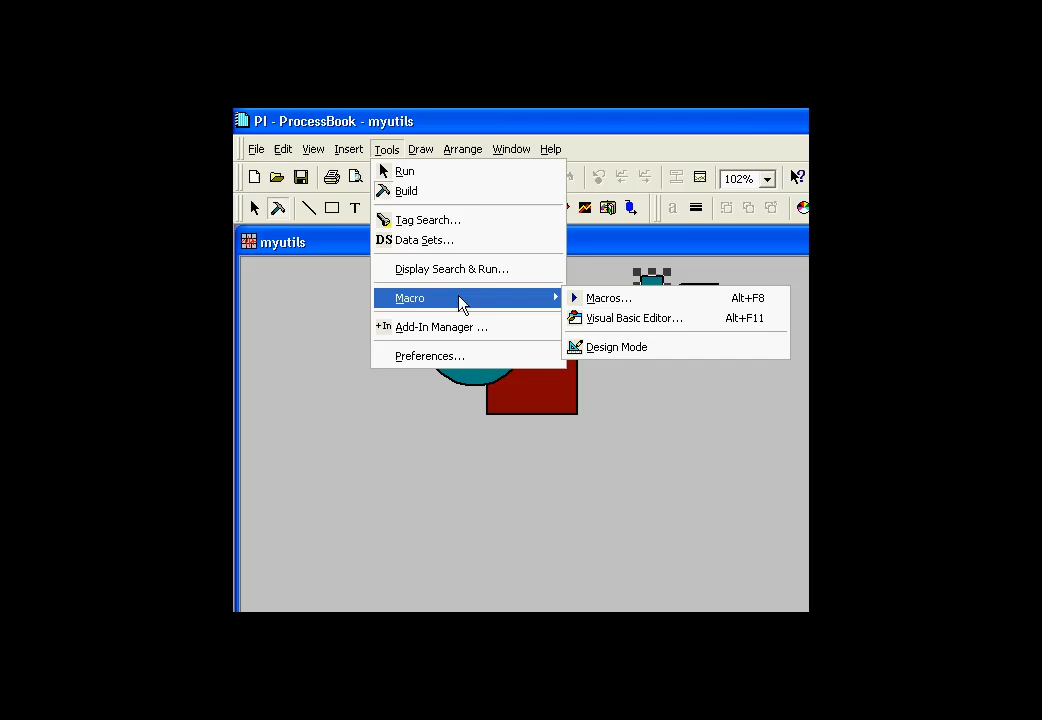 PI - ProcessBook - myutils
File Edit View Insert Tools Draw Arrange Window Help
102%
T
a
myutils
Run
Build
Tag Search...
DS Data Sets...
Display Search & Run...
Macro
+In Add-In Manager ...
Preferences...
Macros... Alt+F8
Visual Basic Editor... Alt+F11
Design Mode